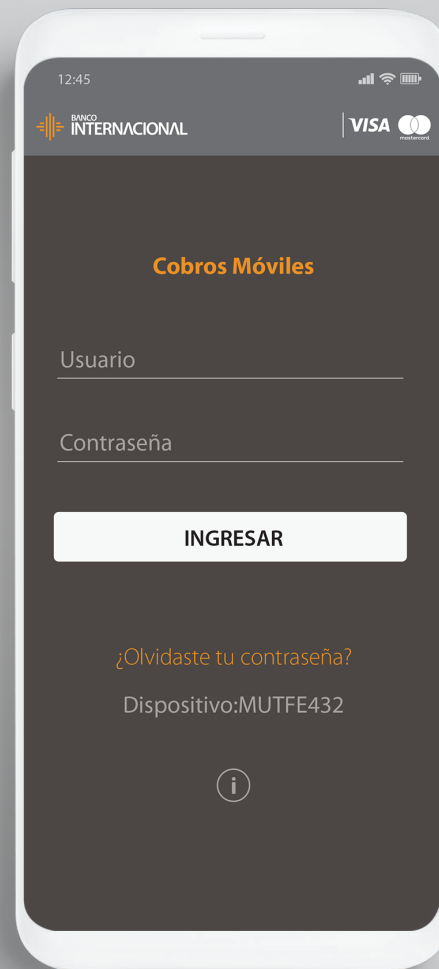 12:45
BANCO
INTERNACIONAL
VISA
mastercard
Cobros Móviles
Usuario
Contraseña
INGRESAR
¿Olvidaste tu contraseña?
Dispositivo:MUTFE432
i